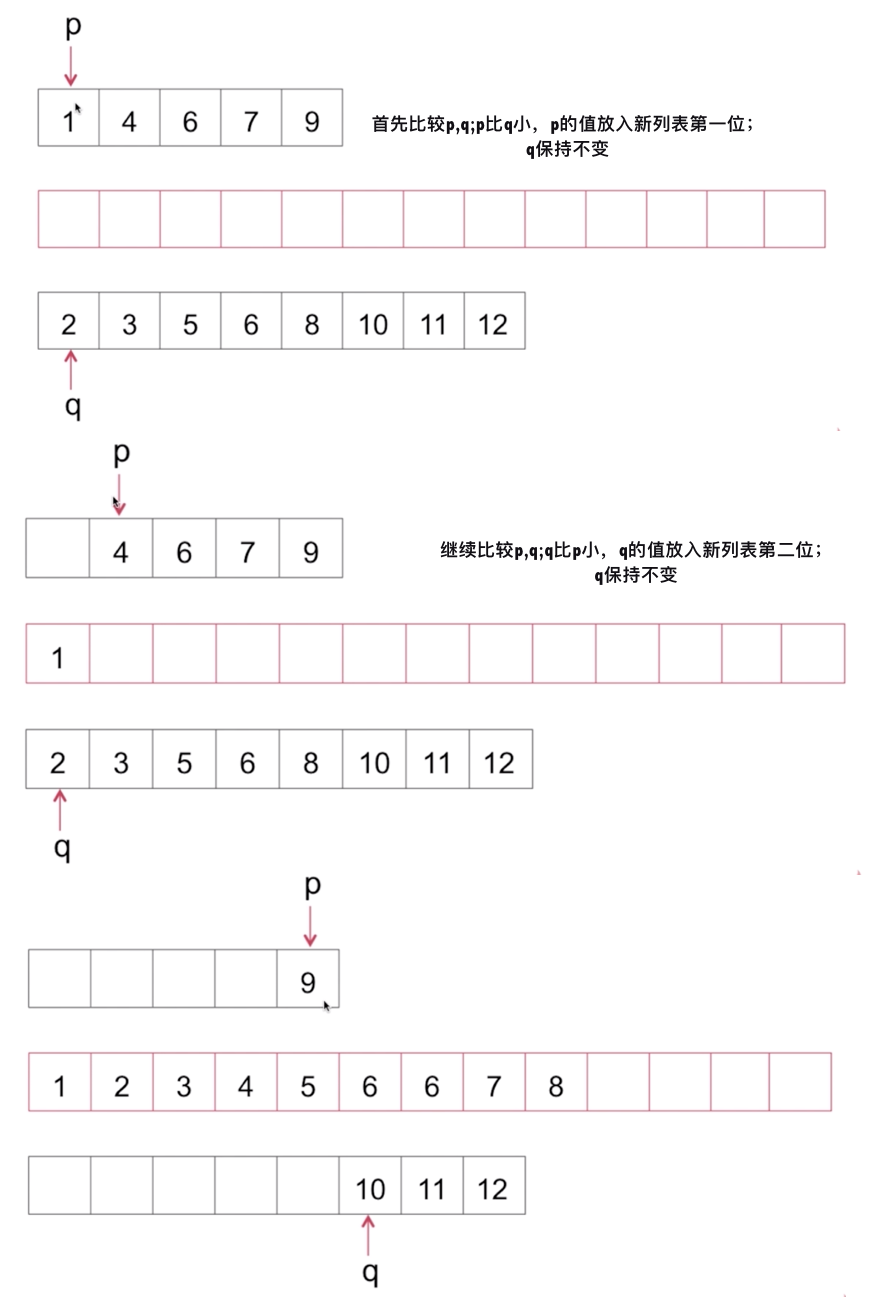 p
1 4 6 7 9
首先比较p,q;p比q小，p的值放入新列表第一位；
q保持不变
2 3 5 6 8 10 11 12
q
p
4 6 7 9
继续比较p,q;q比p小，q的值放入新列表第二位；
q保持不变
1
2 3 5 6 8 10 11 12
q
p
9
1 2 3 4 5 6 6 7 8
10 11 12
q